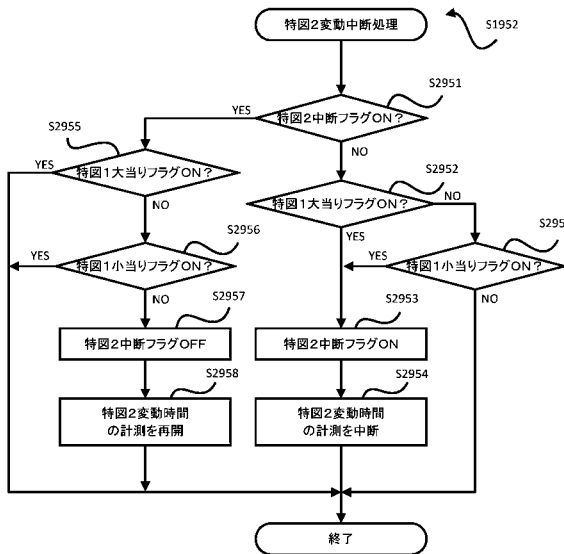 特図2変動中断処理
S1952
S2951
特図2中断フラグON?
YES
NO
S2955
特図1大当りフラグON?
YES
NO
S2952
特図1大当りフラグON?
NO
YES
S2956
特図1小当りフラグON?
YES
NO
特図1小当りフラグON?
YES
NO
S2957
特図2中断フラグOFF
S2953
特図2中断フラグON
S2958
特図2変動時間
の計測を再開
S2954
特図2変動時間
の計測を中断
終了